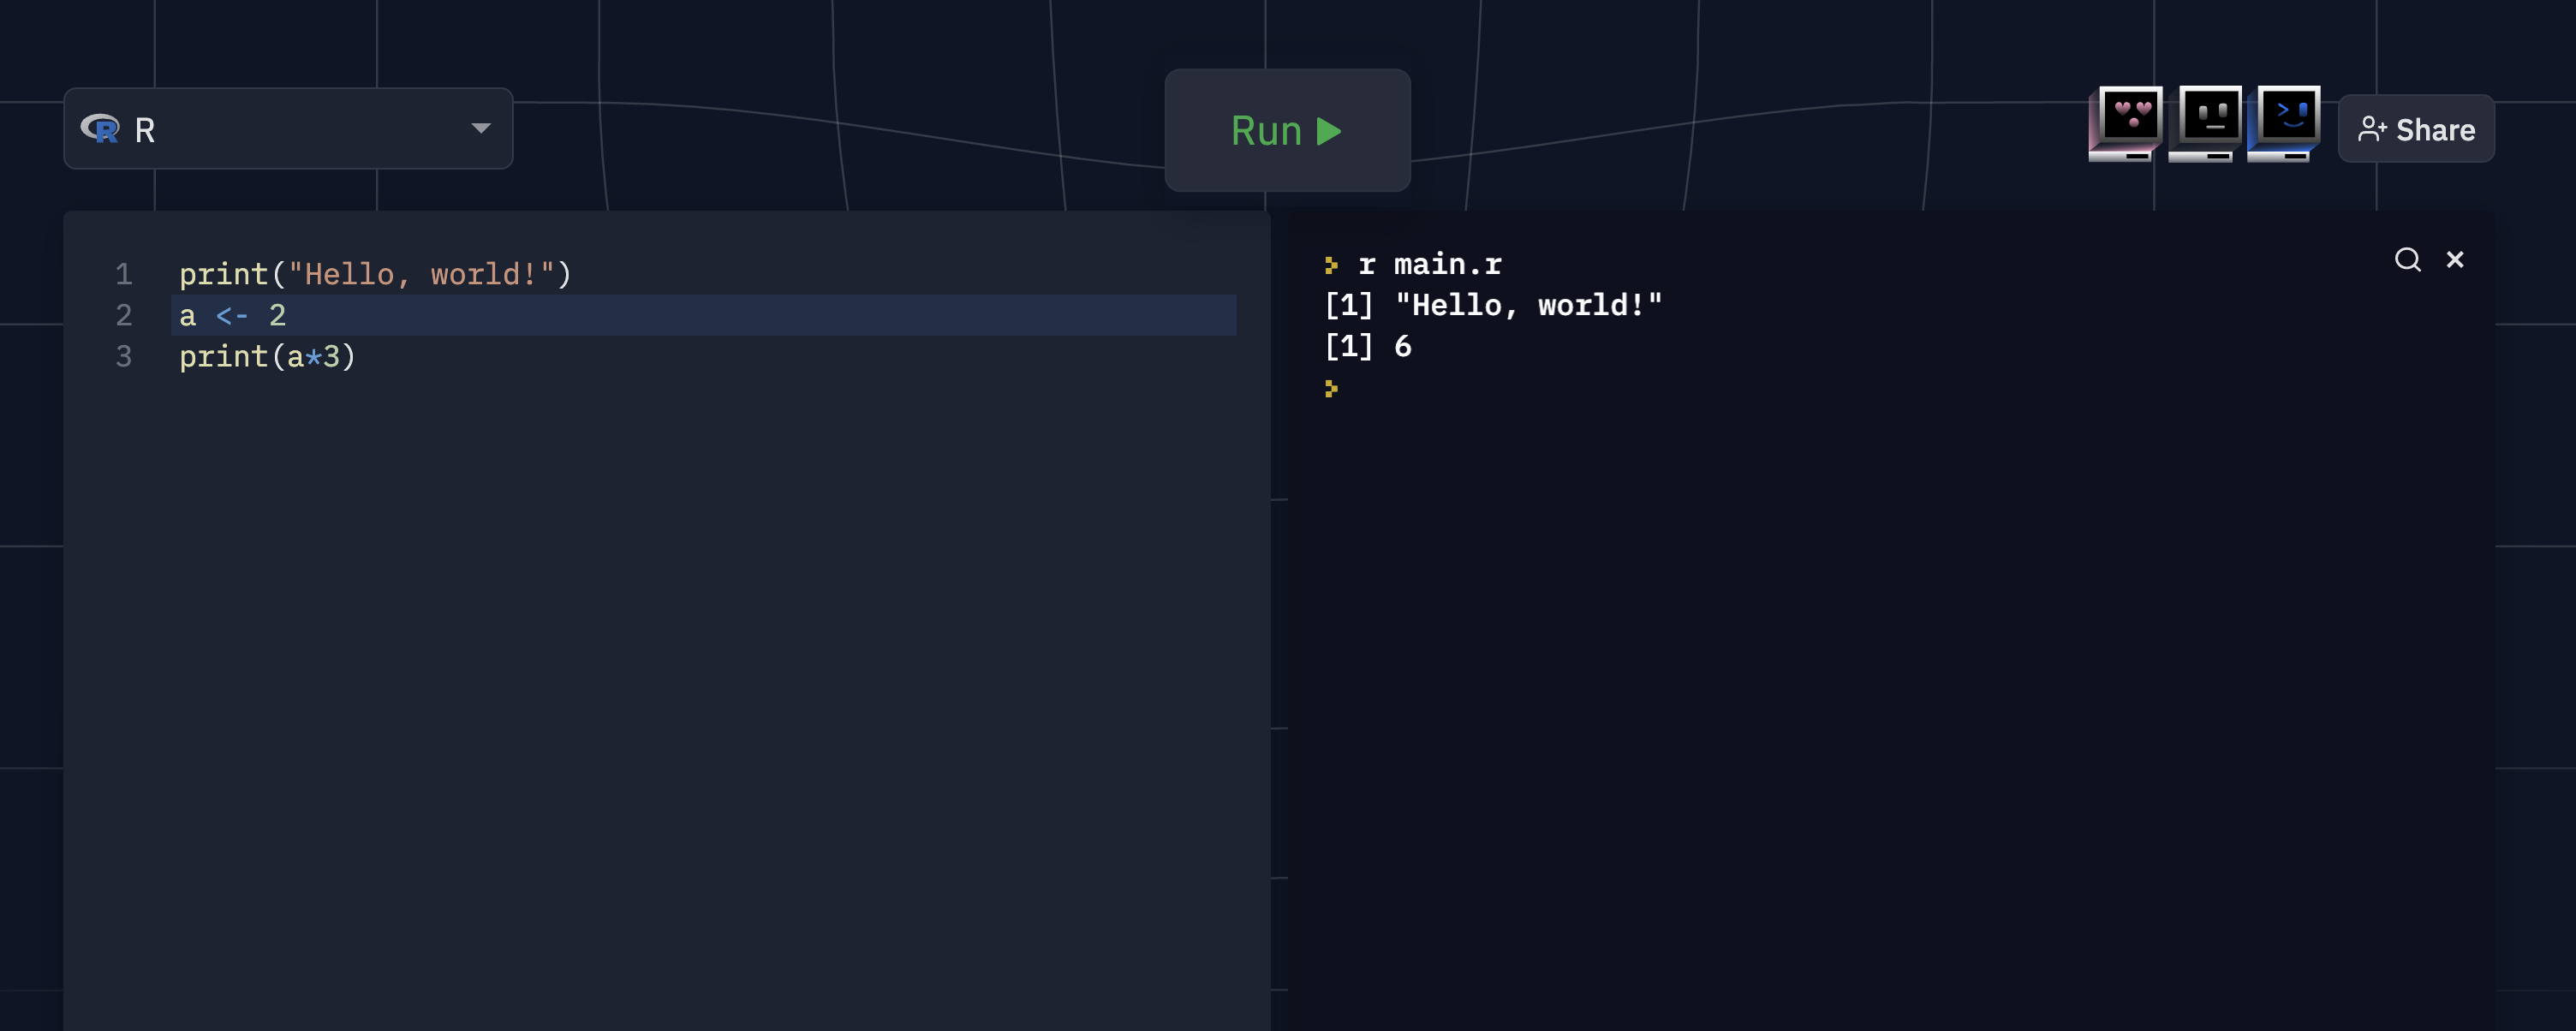 R
Run
Share
1 print("Hello, world!")
2 a <- 2
3 print(a*3)
r main.r
[1] "Hello, world!"
[1] 6